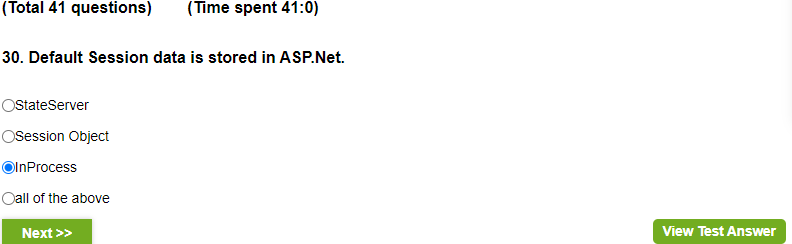 (Total 41 questions) (Time spent 41:0)
30. Default Session data is stored in ASP.Net.
StateServer
Session Object
InProcess
all of the above
Next >> View Test Answer